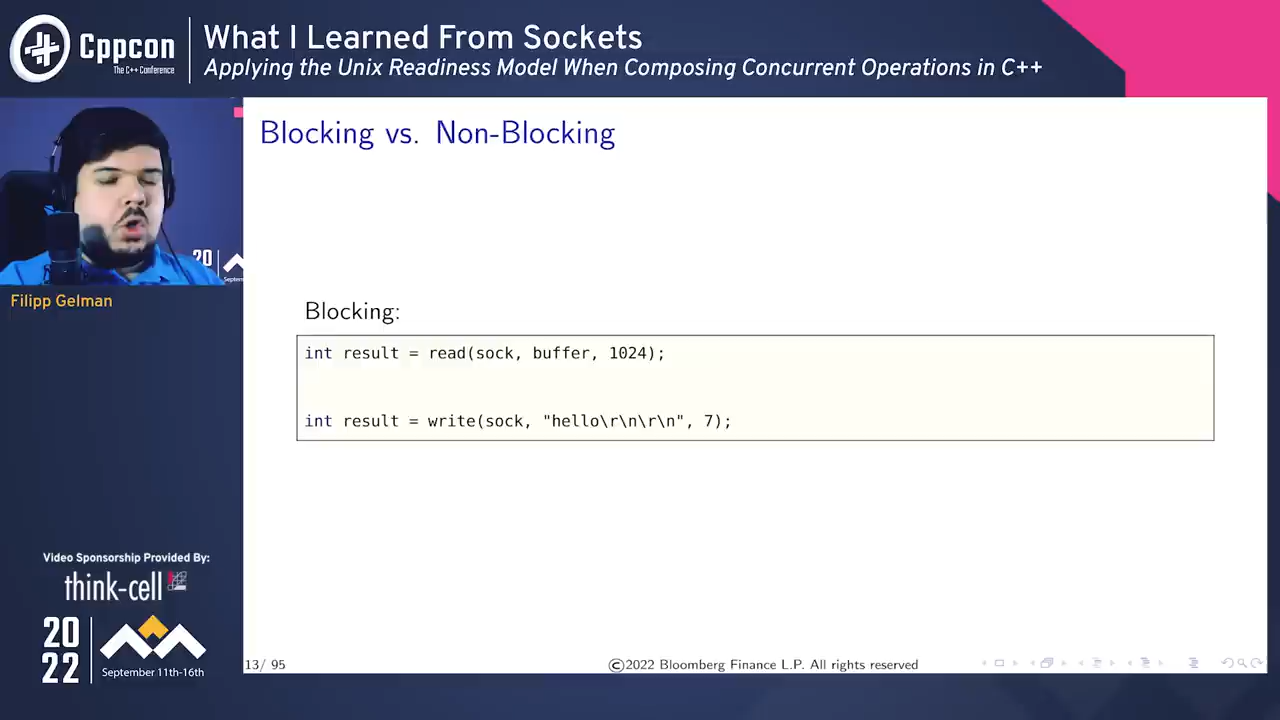 Cppcon
The C++ Conference
What I Learned From Sockets
Applying the Unix Readiness Model When Composing Concurrent Operations in C++
20
Filipp Gelman
Blocking vs. Non-Blocking
Blocking:
int result = read(sock, buffer, 1024);
int result = write(sock, "hello\r\n\r\n", 7);
Video Sponsorship Provided By:
think-cell
20
22
September 11th-16th
13/ 95
©2022 Bloomberg Finance L.P. All rights reserved